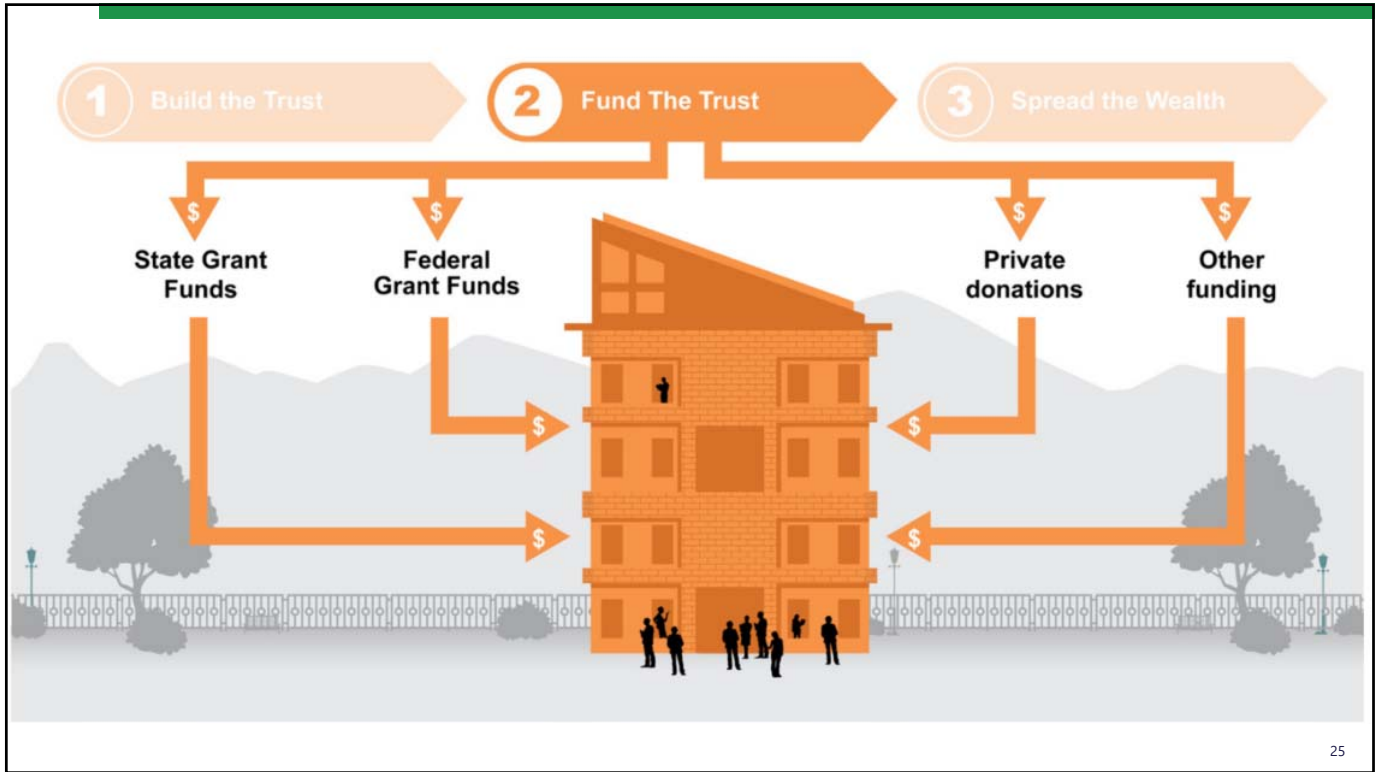 1 Build the Trust
2 Fund The Trust
3 Spread the Wealth
$
$
$
$
State Grant
Funds
Federal
Grant Funds
Private
donations
Other
funding
$
$
$
$
25